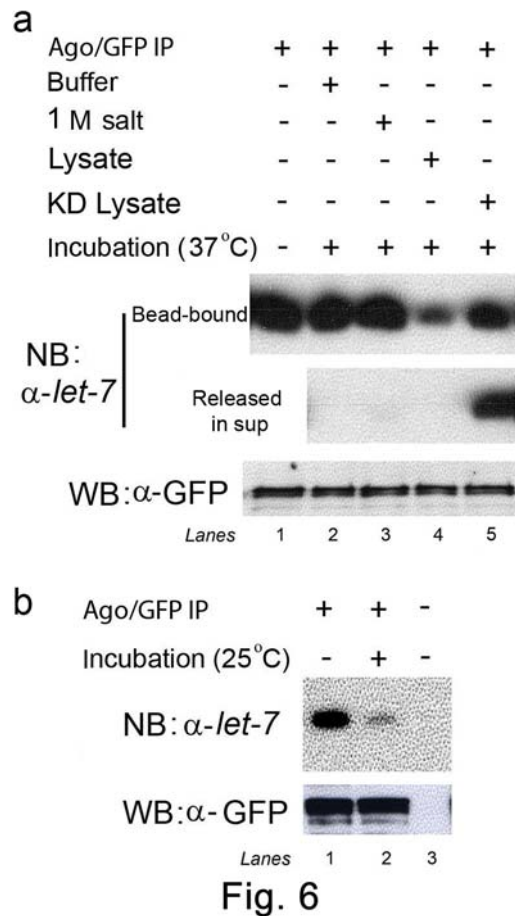 a
Ago/GFP IP + + + + +
Buffer - + - - -
1 M salt - - + - -
Lysate - - - + -
KD Lysate - - - - +
Incubation (37°C) - + + + +
Bead-bound
NB:
α-let-7
Released
in sup
WB:α-GFP
Lanes 1 2 3 4 5
b
Ago/GFP IP + + -
Incubation (25°C) - + -
NB: α-let-7
WB:α-GFP
Lanes 1 2 3
Fig. 6